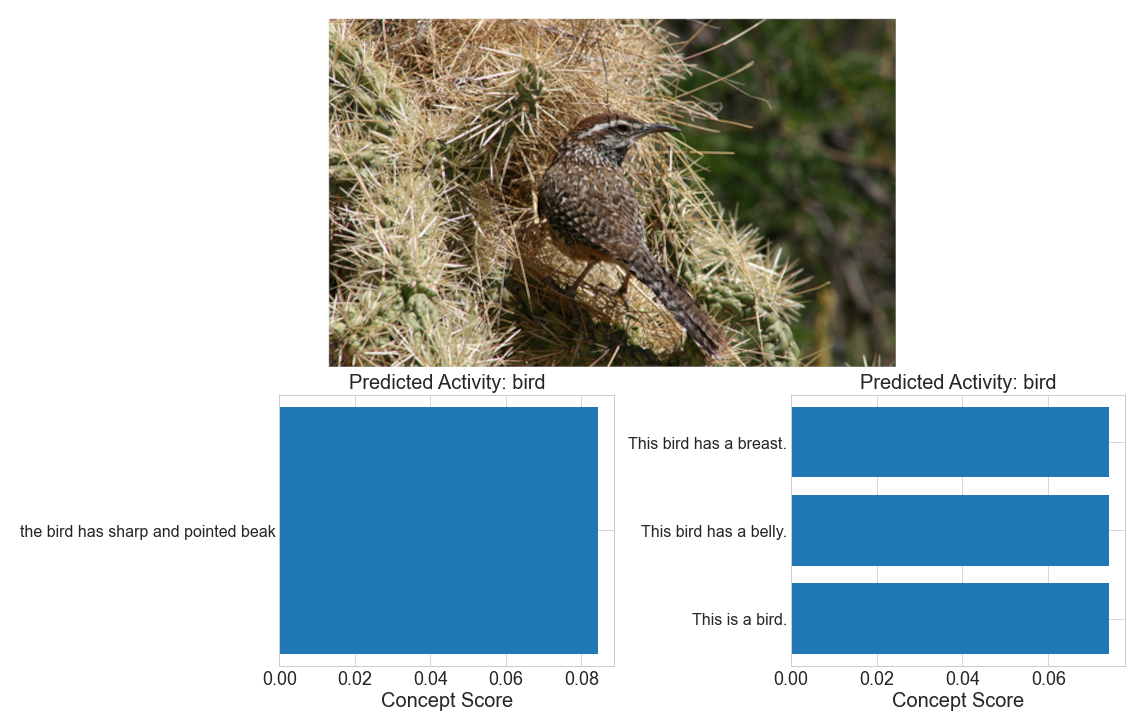 Predicted Activity: bird
the bird has sharp and pointed beak
0.00 0.02 0.04 0.06 0.08
Concept Score
Predicted Activity: bird
This bird has a breast.
This bird has a belly.
This is a bird.
0.00 0.02 0.04 0.06
Concept Score